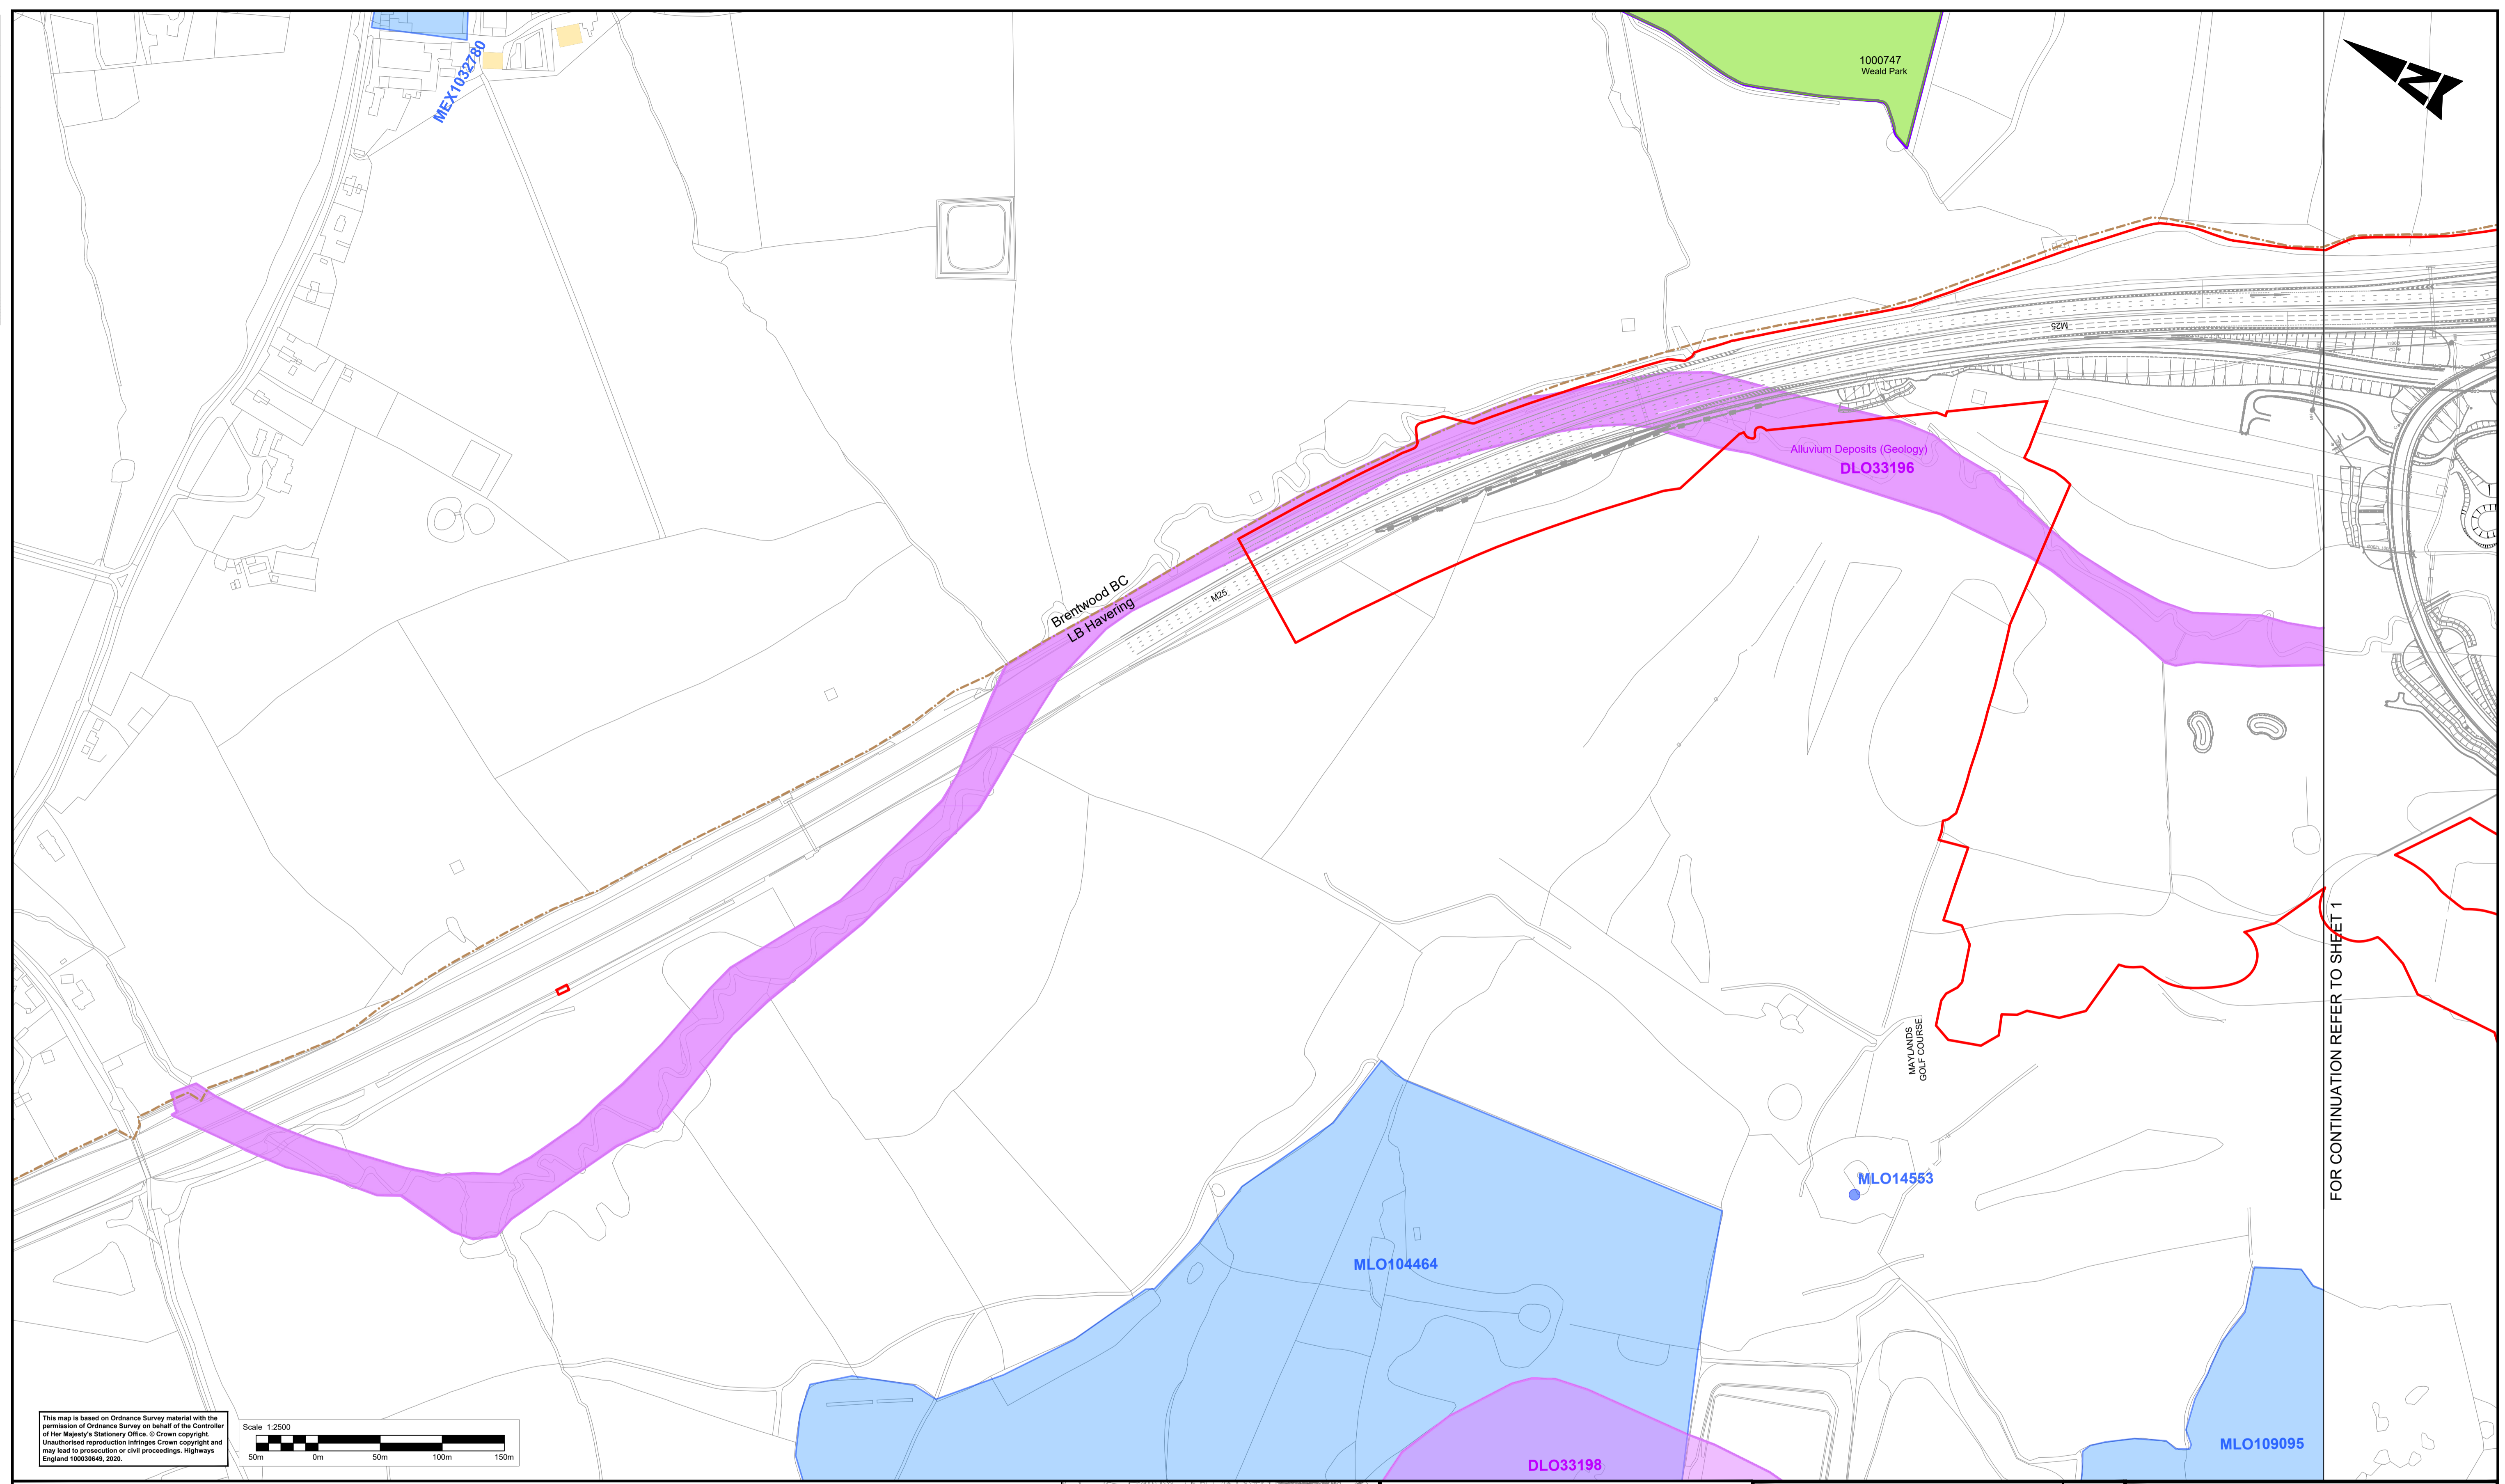 MEX1032780
1000747
Weald Park
N
M25
Alluvium Deposits (Geology)
DLO33196
Brentwood BC
LB Havering
M25
FOR CONTINUATION REFER TO SHEET 1
MAYLANDS
GOLF COURSE
MLO14553
MLO104464
MLO109095
DLO33198
This map is based on Ordnance Survey material with the
permission of Ordnance Survey on behalf of the Controller
of Her Majesty's Stationery Office. © Crown copyright.
Unauthorised reproduction infringes Crown copyright and
may lead to prosecution or civil proceedings. Highways
England 100030649, 2020.
Scale 1:2500
50m 0m 50m 100m 150m